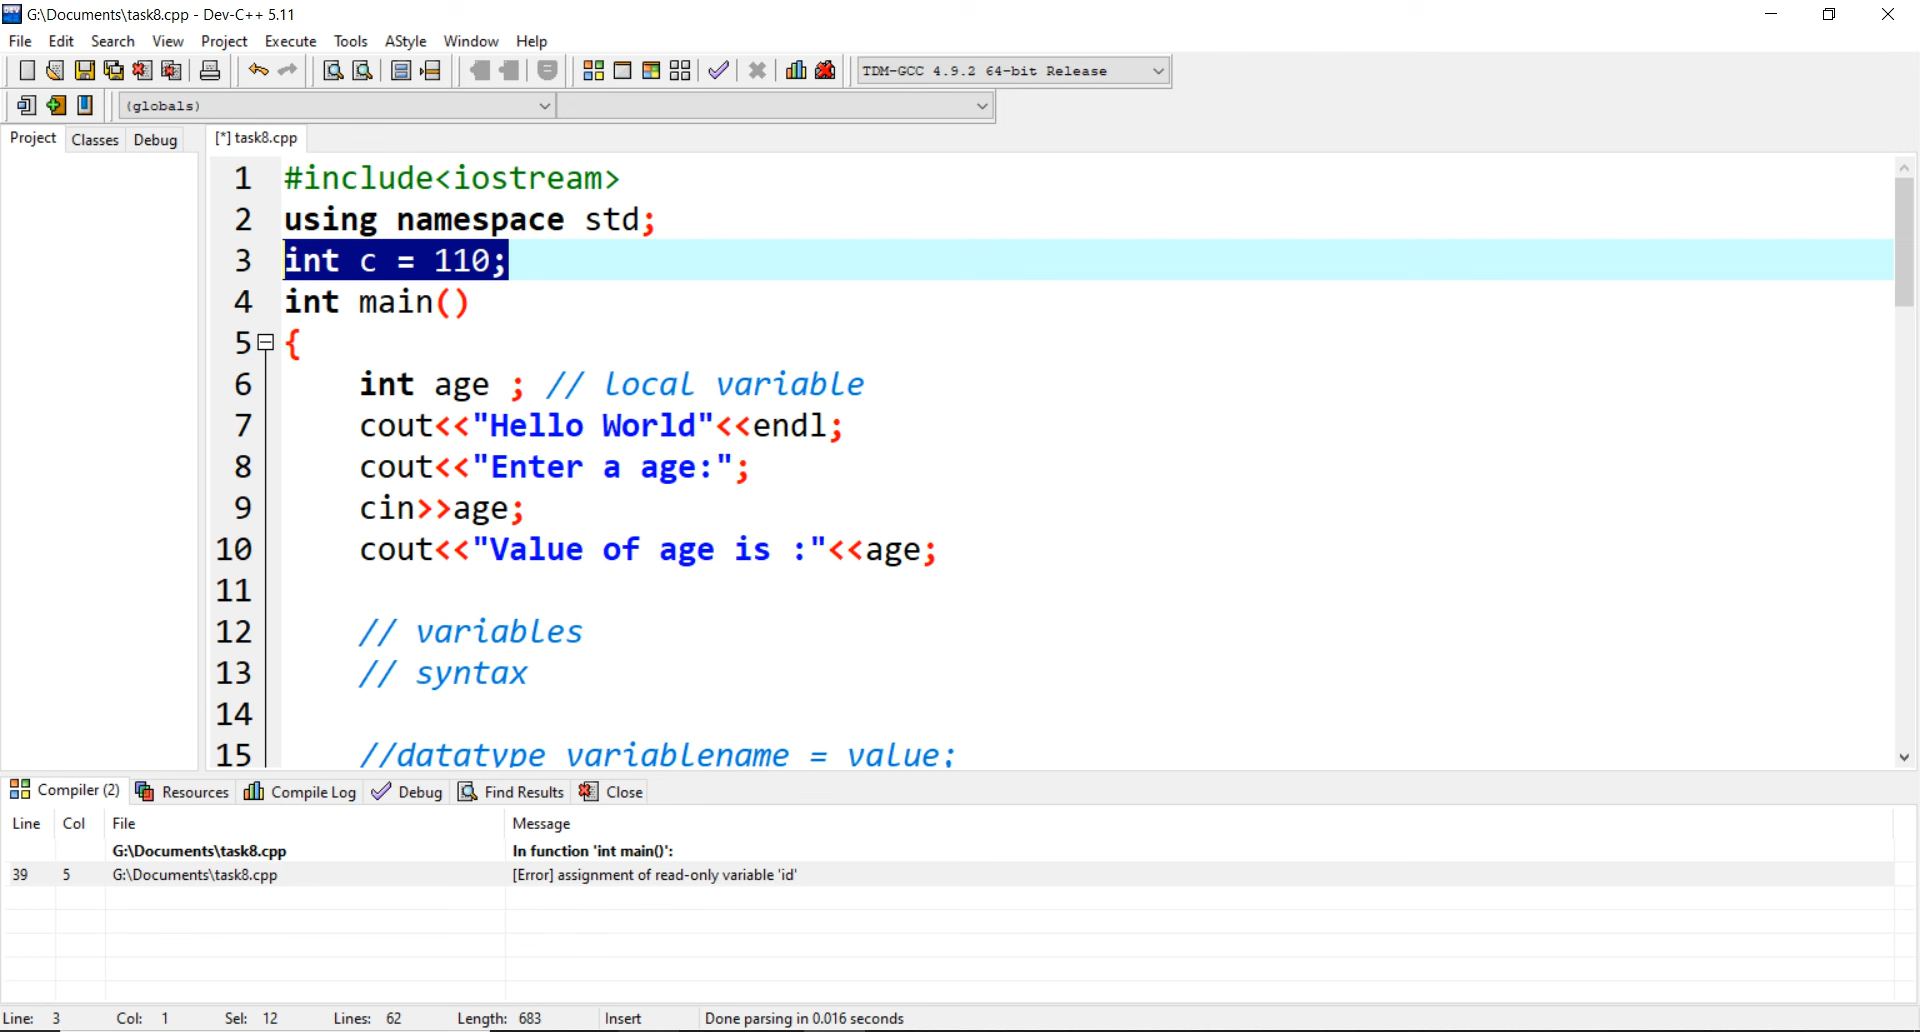 G:\Documents\task8.cpp - Dev-C++ 5.11
File Edit Search View Project Execute Tools AStyle Window Help
TDM-GCC 4.9.2 64-bit Release
(globals)
Project Classes Debug [*] task8.cpp
1 #include<iostream>
2 using namespace std;
3 int c = 110;
4 int main()
5 {
6 int age ; // local variable
7 cout<<"Hello World"<<endl;
8 cout<<"Enter a age:";
9 cin>>age;
10 cout<<"Value of age is :"<<age;
11
12 // variables
13 // syntax
14
15 //datatype variablename = value;
Compiler (2) Resources Compile Log Debug Find Results Close
Line Col File Message
G:\Documents\task8.cpp In function 'int main()':
39 5 G:\Documents\task8.cpp [Error] assignment of read-only variable 'id'
Line: 3 Col: 1 Sel: 12 Lines: 62 Length: 683 Insert Done parsing in 0.016 seconds